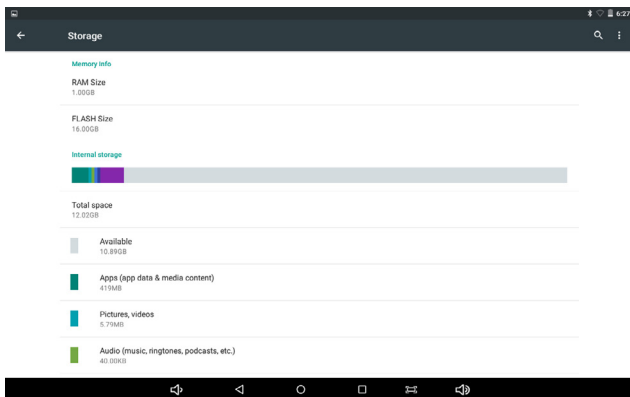 6:27
Storage
Memory info
RAM Size
1.00GB
FLASH Size
16.00GB
Internal storage
Total space
12.02GB
Available
10.89GB
Apps (app data & media content)
419MB
Pictures, videos
5.79MB
Audio (music, ringtones, podcasts, etc.)
40.00KB